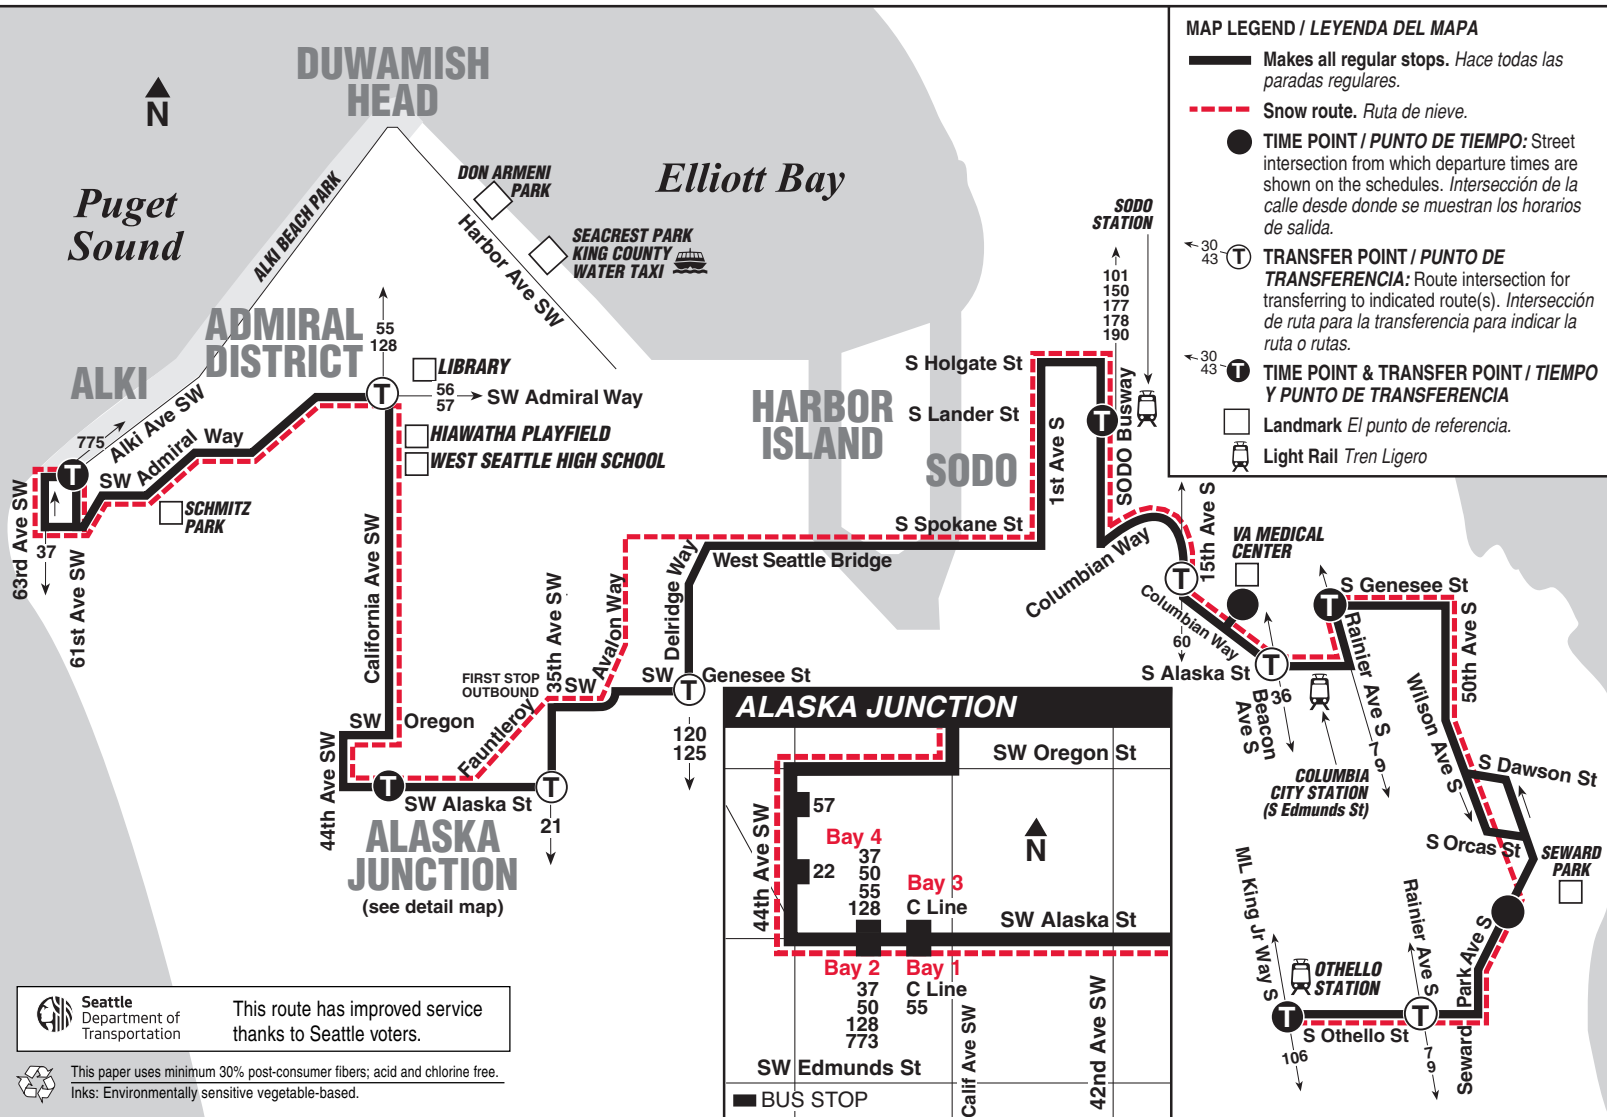 MAP LEGEND / LEYENDA DEL MAPA
Makes all regular stops. Hace todas las
paradas regulares.
Snow route. Ruta de nieve.
TIME POINT / PUNTO DE TIEMPO: Street
intersection from which departure times are
shown on the schedules. Intersección de la
calle desde donde se muestran los horarios
de salida.
30
43
T
TRANSFER POINT / PUNTO DE
TRANSFERENCIA: Route intersection for
transferring to indicated route(s). Intersección
de ruta para la transferencia para indicar la
ruta o rutas.
30
43
T
TIME POINT & TRANSFER POINT / TIEMPO
Y PUNTO DE TRANSFERENCIA
Landmark El punto de referencia.
Light Rail Tren Ligero
N
DUWAMISH
HEAD
Puget
Sound
Elliott Bay
ALKI BEACH PARK
DON ARMENI
PARK
Harbor Ave SW
SEACREST PARK
KING COUNTY
WATER TAXI
ADMIRAL
DISTRICT
55
128
LIBRARY
56
57
SW Admiral Way
T
HIAWATHA PLAYFIELD
WEST SEATTLE HIGH SCHOOL
ALKI
775
Alki Ave SW
T
SW Admiral Way
SCHMITZ
PARK
63rd Ave SW
37
61st Ave SW
California Ave SW
SW Oregon
44th Ave SW
T
SW Alaska St
ALASKA
JUNCTION
(see detail map)
Fauntleroy
FIRST STOP
OUTBOUND
35th Ave SW
T
21
SW
Avalon Way
Delridge Way
SW Genesee St
T
120
125
West Seattle Bridge
HARBOR
ISLAND
SODO
S Holgate St
S Lander St
S Spokane St
1st Ave S
SODO
STATION
101
150
177
178
190
T
SODO Busway
Columbian Way
15th Ave S
T
60
Columbian Way
VA MEDICAL
CENTER
S Alaska St
T
36
Beacon
Ave S
COLUMBIA
CITY STATION
(S Edmunds St)
T
S Genesee St
Rainier Ave S
7
9
50th Ave S
Wilson Ave S
S Dawson St
S Orcas St
SEWARD
PARK
Seward Park Ave S
Rainier Ave S
T
7
9
S Othello St
OTHELLO
STATION
ML King Jr Way S
T
106
ALASKA JUNCTION
SW Oregon St
44th Ave SW
57
22
N
Bay 4
37
50
55
128
Bay 3
C Line
SW Alaska St
Bay 2
37
50
128
773
Bay 1
C Line
55
SW Edmunds St
Calif Ave SW
42nd Ave SW
BUS STOP
Seattle
Department of
Transportation
This route has improved service
thanks to Seattle voters.
This paper uses minimum 30% post-consumer fibers; acid and chlorine free.
Inks: Environmentally sensitive vegetable-based.